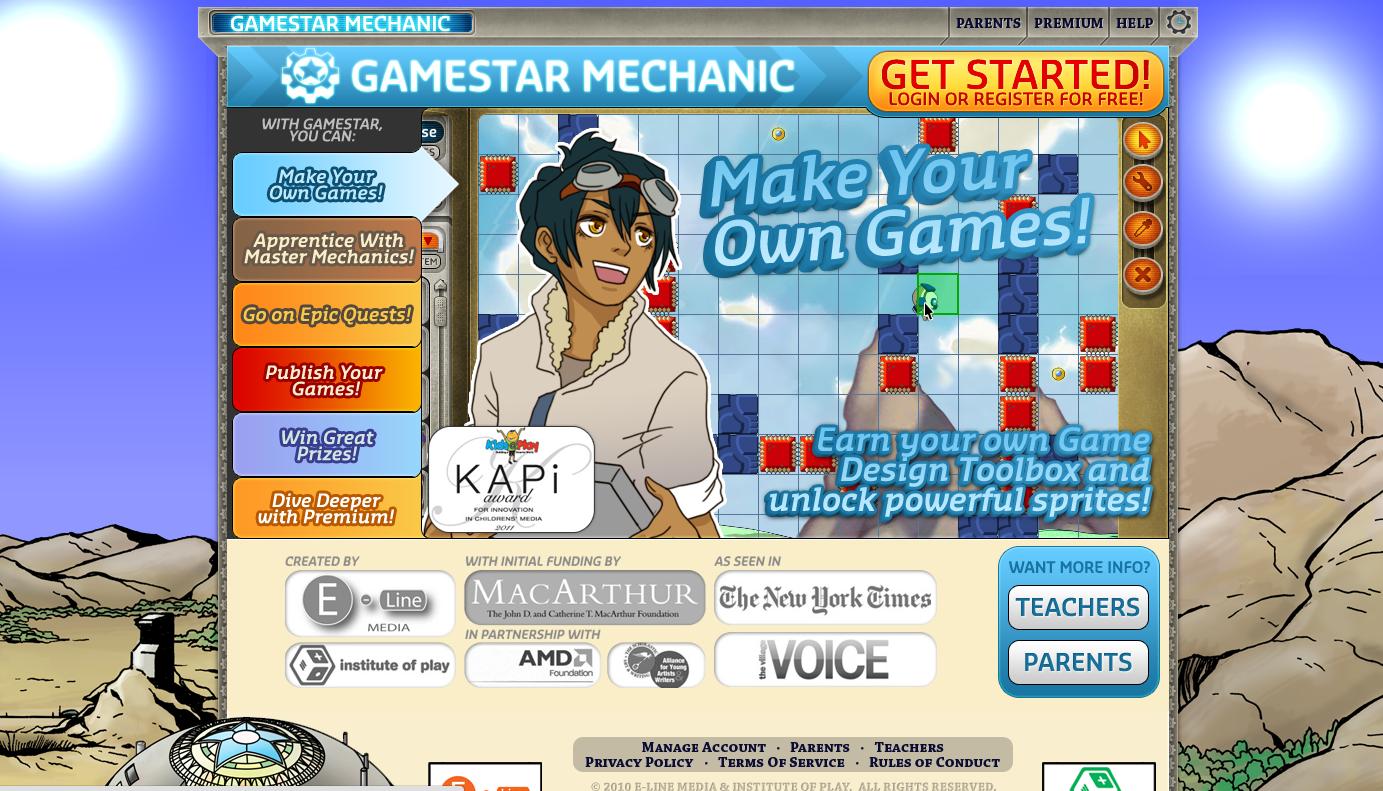 GAMESTAR MECHANIC
PARENTS
PREMIUM
HELP
GAMESTAR MECHANIC
GET STARTED!
LOGIN OR REGISTER FOR FREE!
WITH GAMESTAR,
YOU CAN:
Make Your
Own Games!
Apprentice With
Master Mechanics!
Go on Epic Quests!
Publish Your
Games!
Win Great
Prizes!
Dive Deeper
with Premium!
Make Your
Own Games!
Earn your own Game
Design Toolbox and
unlock powerful sprites!
KAPi
award
FOR INNOVATION
IN CHILDRENS' MEDIA
2011
CREATED BY
E-Line
MEDIA
institute of play
WITH INITIAL FUNDING BY
MACARTHUR
The John D. and Catherine T. MacArthur Foundation
IN PARTNERSHIP WITH
AMD
Foundation
Alliance
for Young
Artists&
Writers
AS SEEN IN
The New York Times
the village VOICE
WANT MORE INFO?
TEACHERS
PARENTS
MANAGE ACCOUNT · PARENTS · TEACHERS
PRIVACY POLICY · TERMS OF SERVICE · RULES OF CONDUCT
© 2010 E-LINE MEDIA & INSTITUTE OF PLAY. ALL RIGHTS RESERVED.